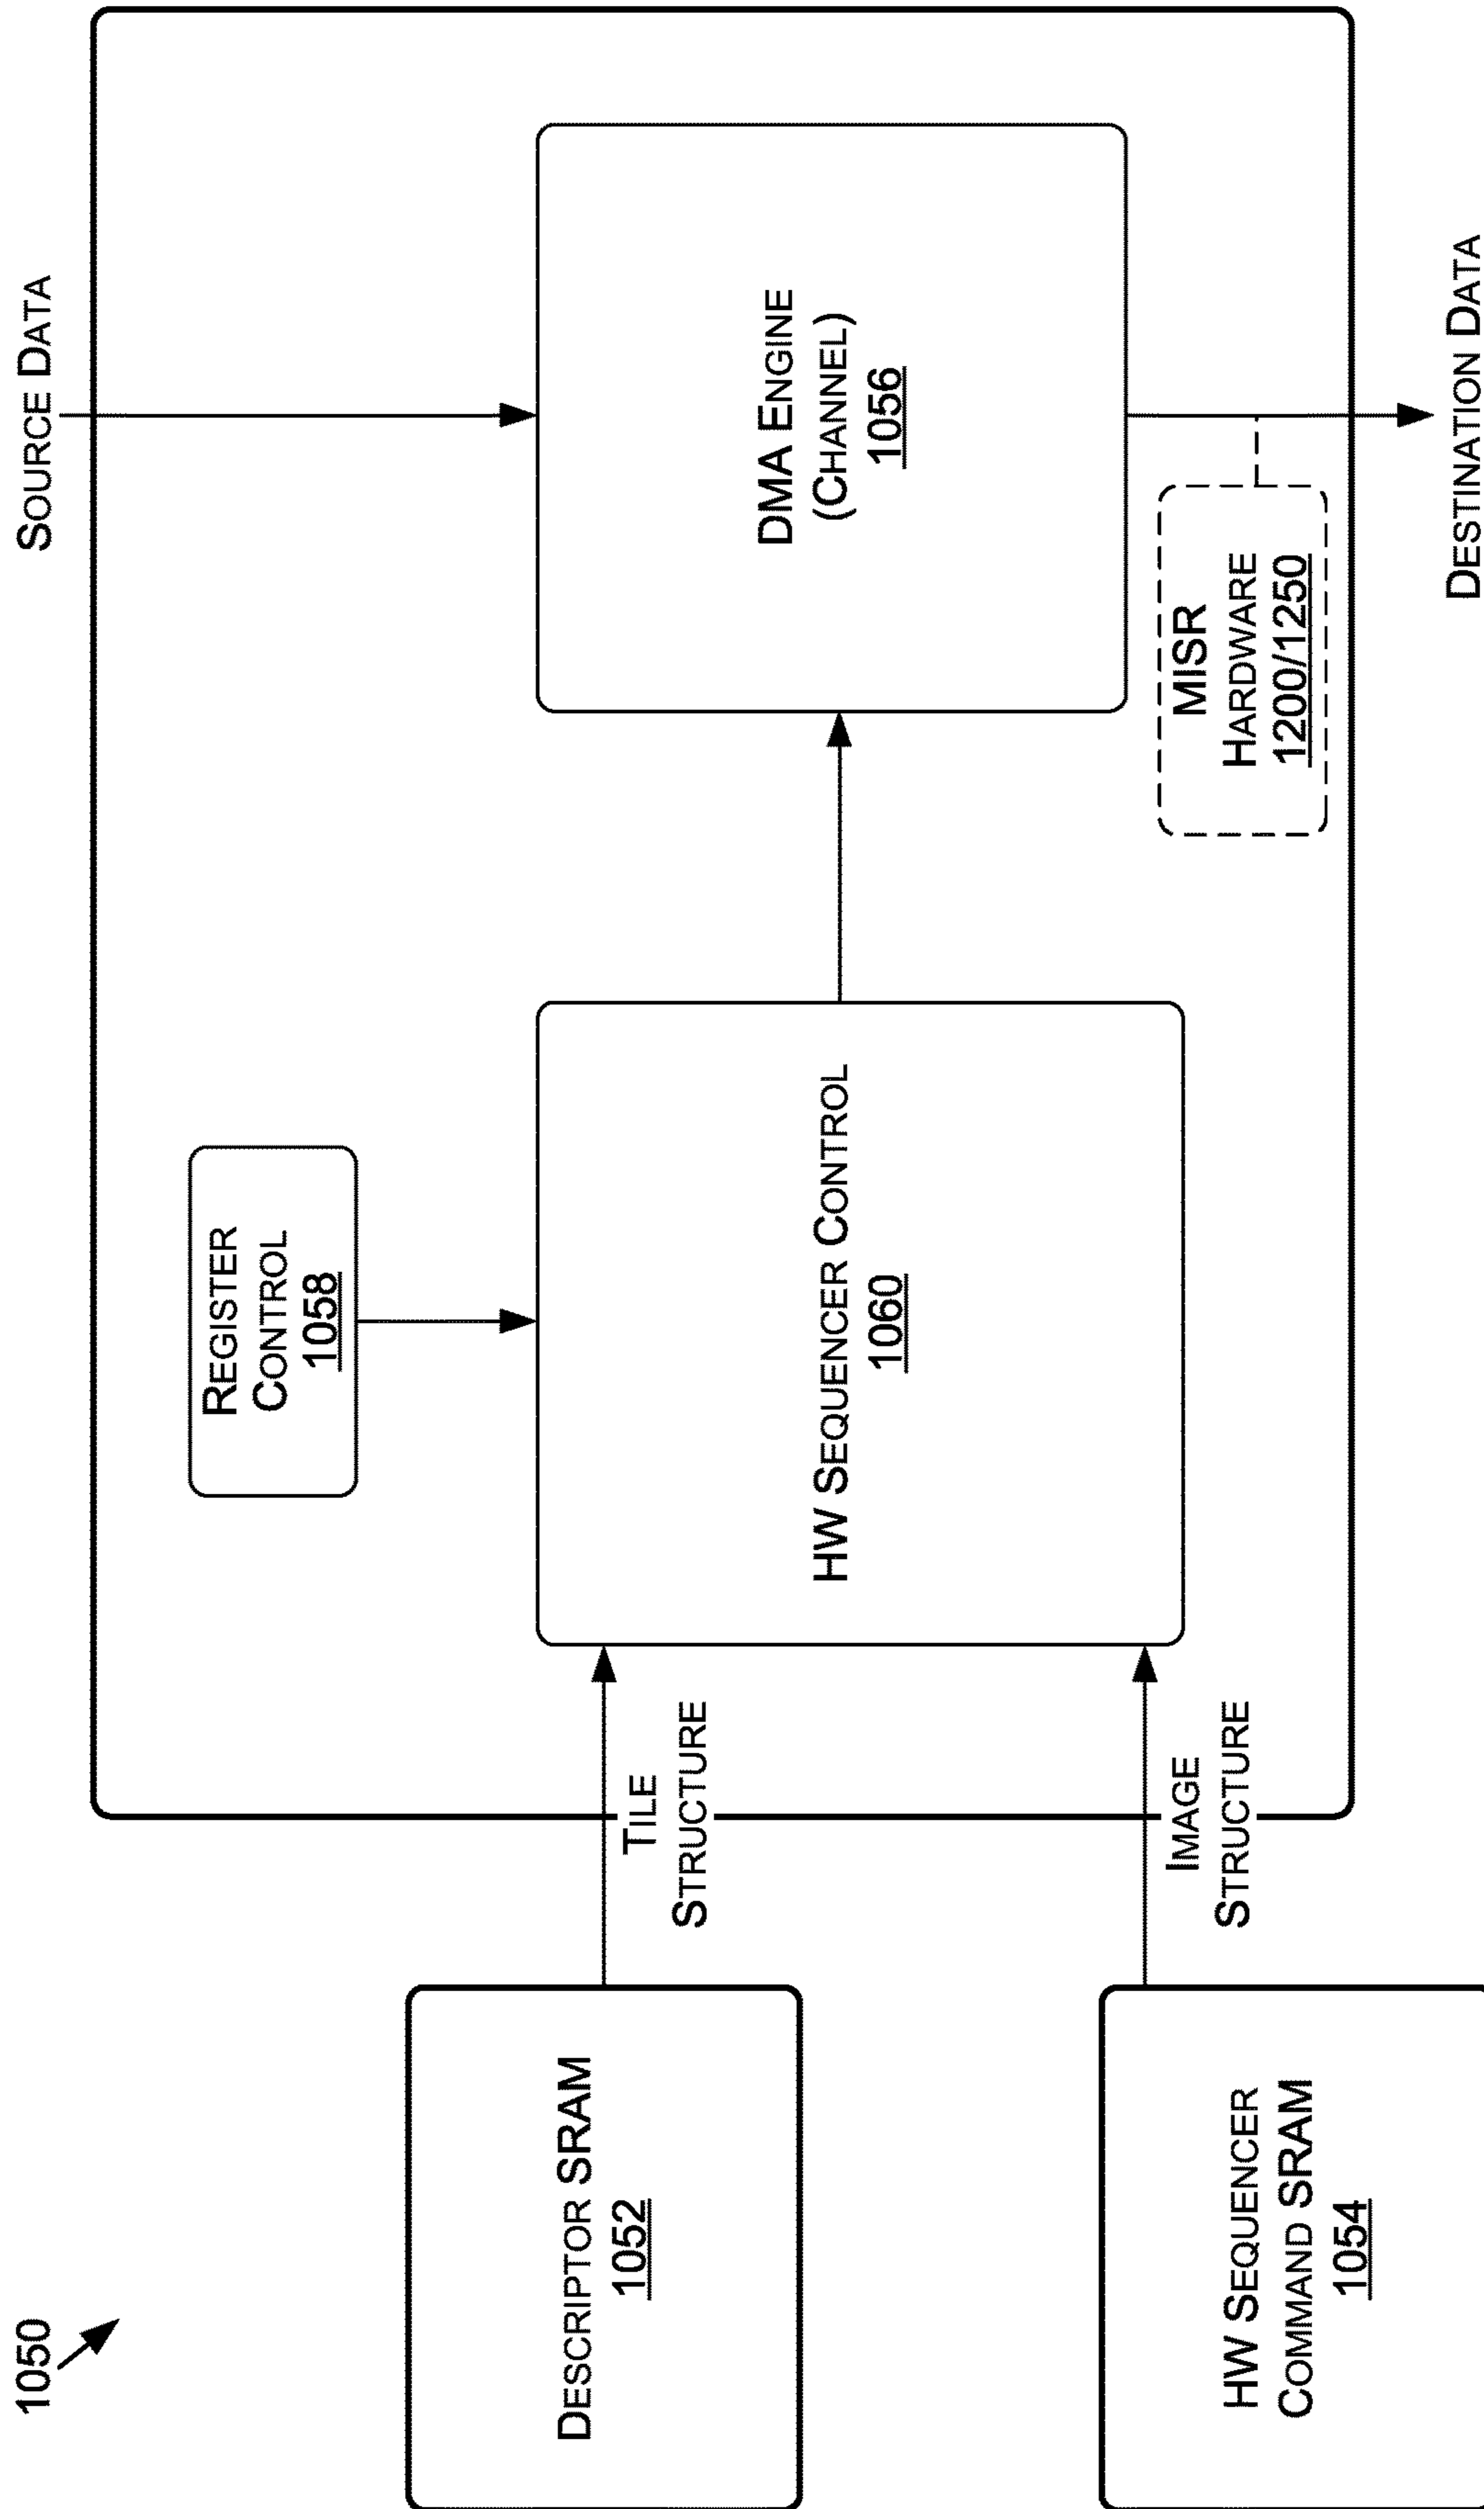 1050
SOURCE DATA
REGISTER
CONTROL
1058
DESCRIPTOR SRAM
1052
TILE
STRUCTURE
HW SEQUENCER CONTROL
1060
DMA ENGINE
(CHANNEL)
1056
HW SEQUENCER
COMMAND SRAM
1054
IMAGE
STRUCTURE
MISR
HARDWARE
1200/1250
DESTINATION DATA